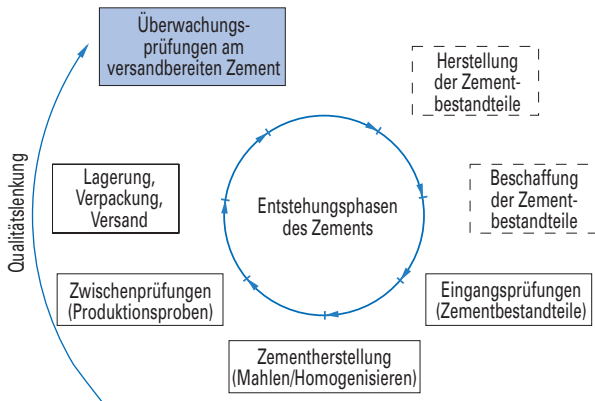 Überwachungs-
prüfungen am
versandbereiten Zement
Herstellung
der Zement-
bestandteile
Beschaffung
der Zement-
bestandteile
Eingangsprüfungen
(Zementbestandteile)
Zementherstellung
(Mahlen/Homogenisieren)
Zwischenprüfungen
(Produktionsproben)
Lagerung,
Verpackung,
Versand
Entstehungsphasen
des Zements
Qualitätslenkung